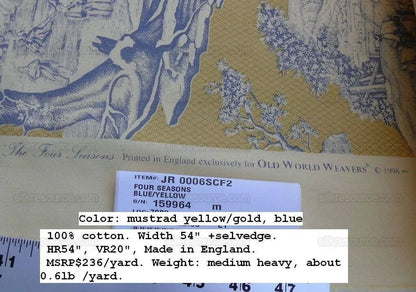 The Four Seasons Printed in England exclusively for OLD WORLD WEAVERS® © 1998
ITEM#: JR 0006SCF2
FOUR SEASONS
BLUE/YELLOW
S/N: 159964 m
Color: mustrad yellow/gold, blue
100% cotton. Width 54" +selvedge.
HR54", VR20", Made in England.
MSRP$236/yard. Weight: medium heavy, about
0.6lb /yard.